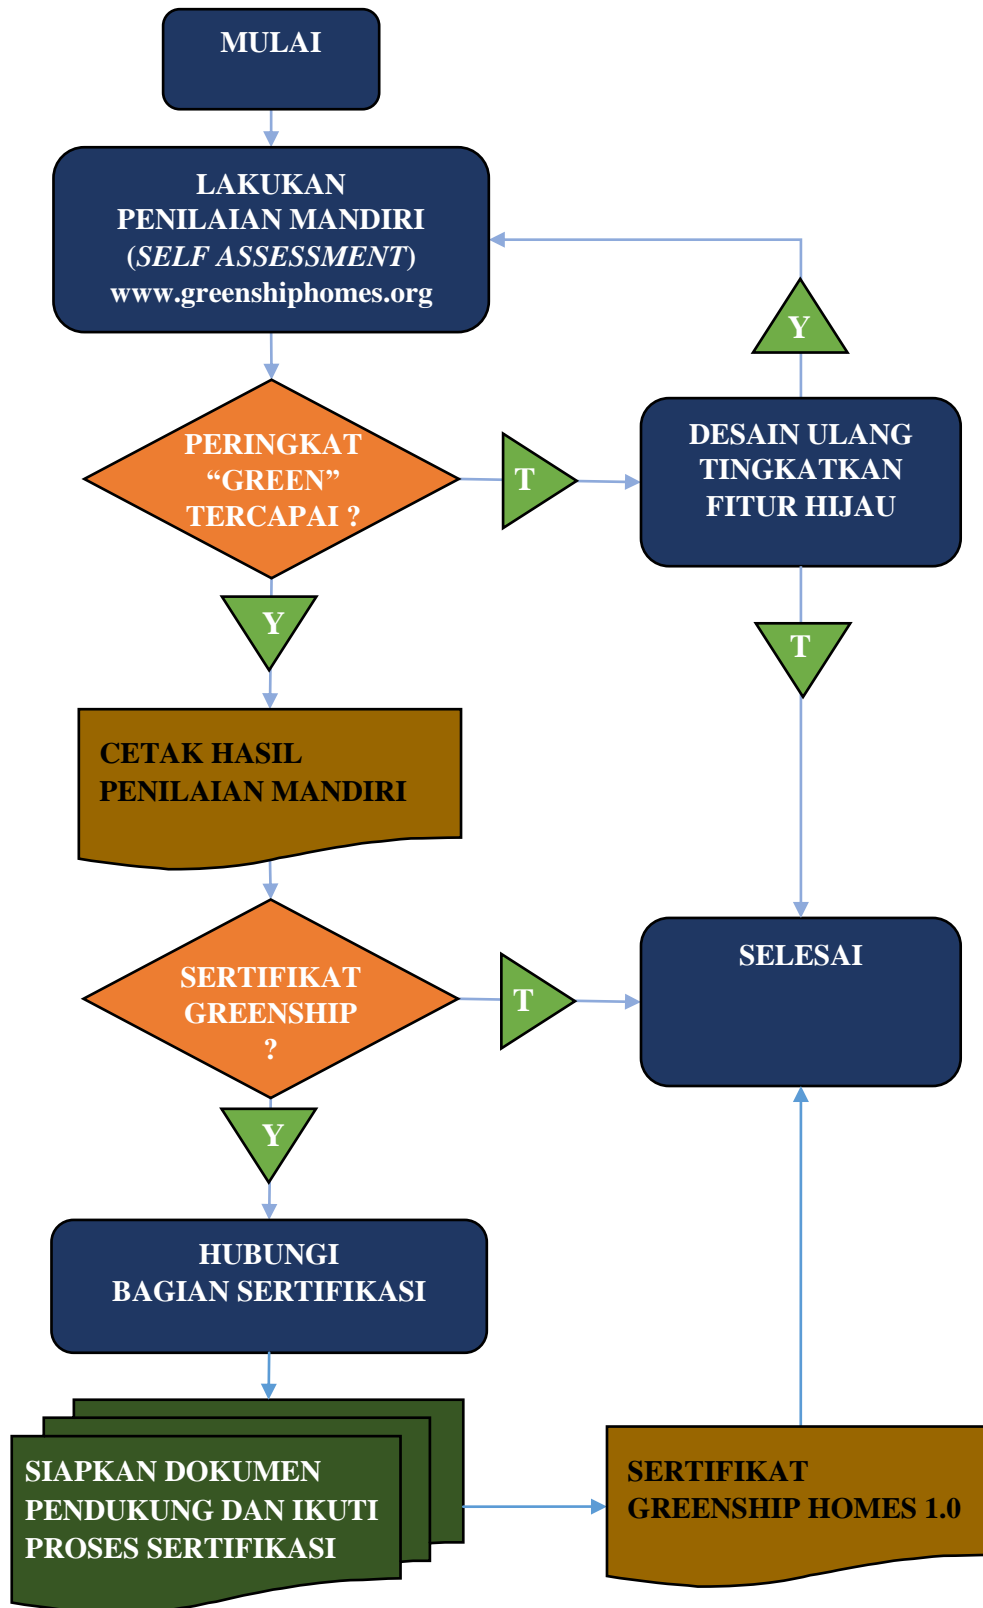 MULAI
LAKUKAN
PENILAIAN MANDIRI
(SELF ASSESSMENT)
www.greenshiphomes.org
Y
PERINGKAT
“GREEN”
TERCAPAI ?
T
DESAIN ULANG
TINGKATKAN
FITUR HIJAU
Y
T
CETAK HASIL
PENILAIAN MANDIRI
SERTIFIKAT
GREENSHIP
?
T
SELESAI
Y
HUBUNGI
BAGIAN SERTIFIKASI
SIAPKAN DOKUMEN
PENDUKUNG DAN IKUTI
PROSES SERTIFIKASI
SERTIFIKAT
GREENSHIP HOMES 1.0